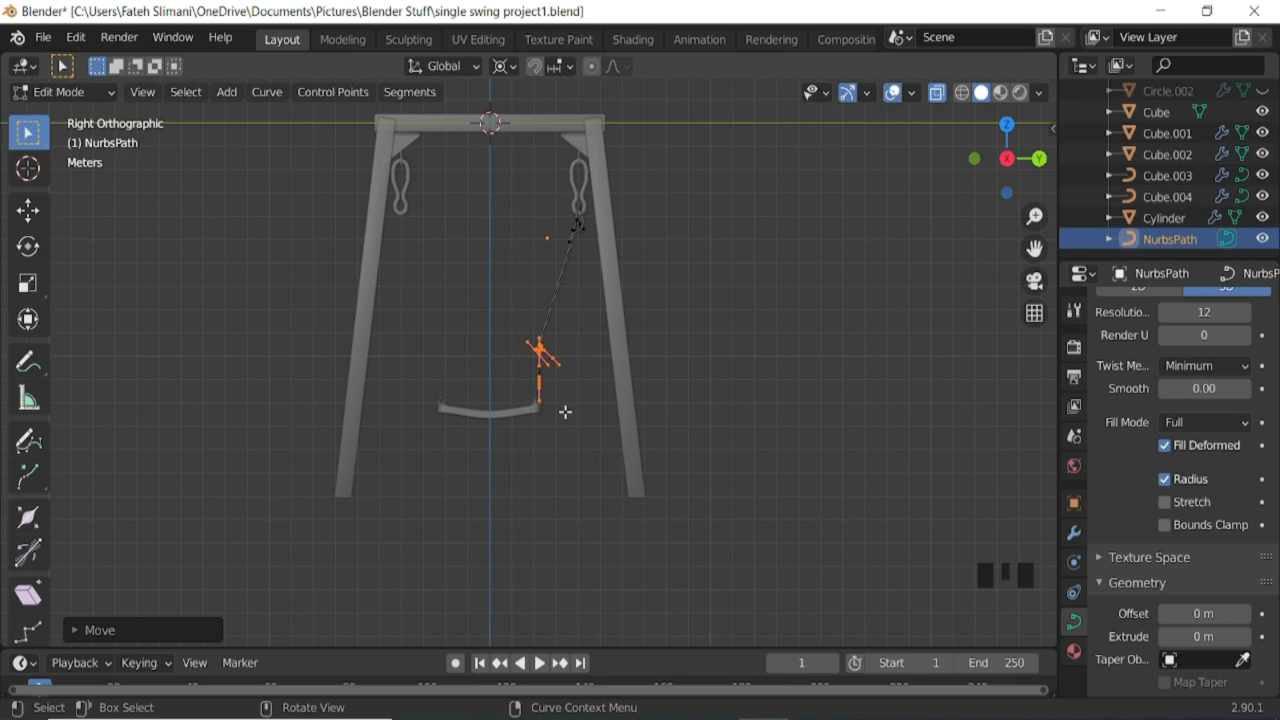 Blender* [C:\Users\Fateh Slimani\OneDrive\Documents\Pictures\Blender Stuff\single swing project1.blend]
File Edit Render Window Help Layout Modeling Sculpting UV Editing Texture Paint Shading Animation Rendering Compositin Scene View Layer
Global
Edit Mode View Select Add Curve Control Points Segments
Right Orthographic
(1) NurbsPath
Meters
Z
X
Y
Circle.002
Cube
Cube.001
Cube.002
Cube.003
Cube.004
Cylinder
NurbsPath
NurbsPath NurbsP
2D 3D
Resolutio... 12
Render U 0
Twist Me... Minimum
Smooth 0.00
Fill Mode Full
Fill Deformed
Radius
Stretch
Bounds Clamp
Texture Space
Geometry
Offset 0 m
Extrude 0 m
Taper Ob...
Map Taper
Move
Playback Keying View Marker 1 Start 1 End 250
Select Box Select Rotate View Curve Context Menu 2.90.1